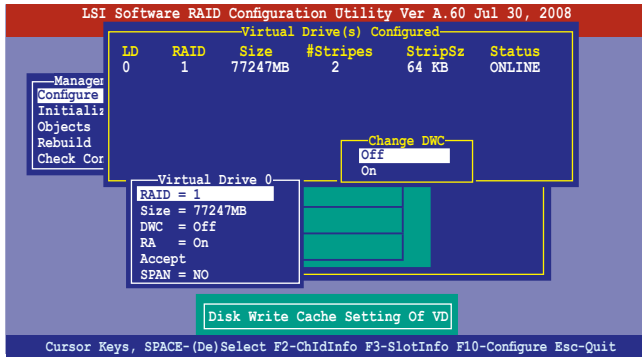 LSI Software RAID Configuration Utility Ver A.60 Jul 30, 2008
Virtual Drive(s) Configured
LD RAID Size #Stripes StripSz Status
0 1 77247MB 2 64 KB ONLINE
Manager
Configure
Initializ
Objects
Rebuild
Check Con
Change DWC
Off
On
Virtual Drive 0
RAID = 1
Size = 77247MB
DWC = Off
RA = On
Accept
SPAN = NO
Disk Write Cache Setting Of VD
Cursor Keys, SPACE-(De)Select F2-ChIdInfo F3-SlotInfo F10-Configure Esc-Quit